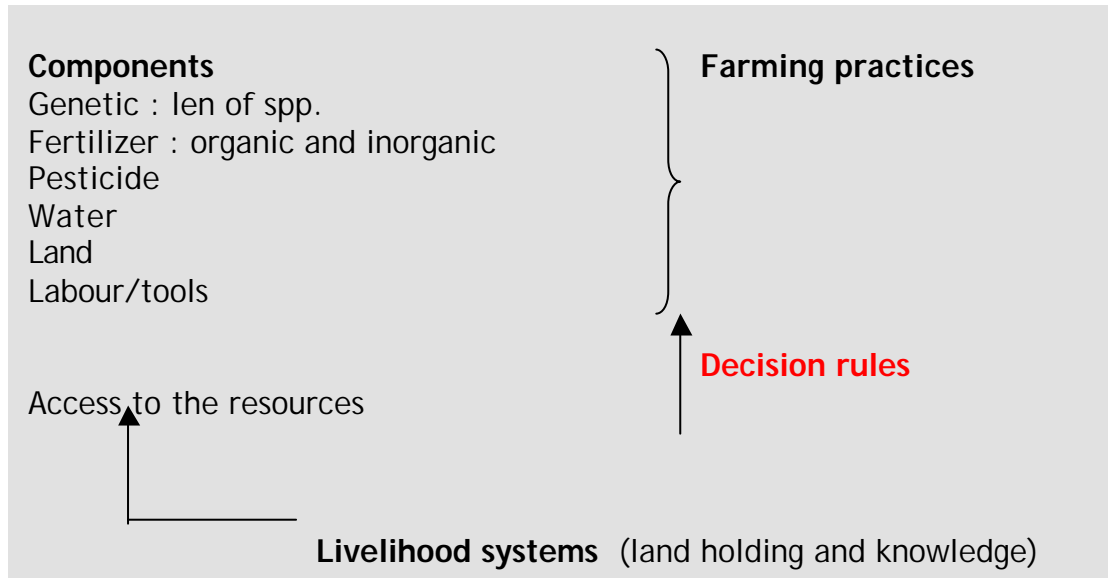 Components
Farming practices
Genetic : len of spp.
Fertilizer : organic and inorganic
Pesticide
Water
Land
Labour/tools
Decision rules
Access to the resources
Livelihood systems (land holding and knowledge)